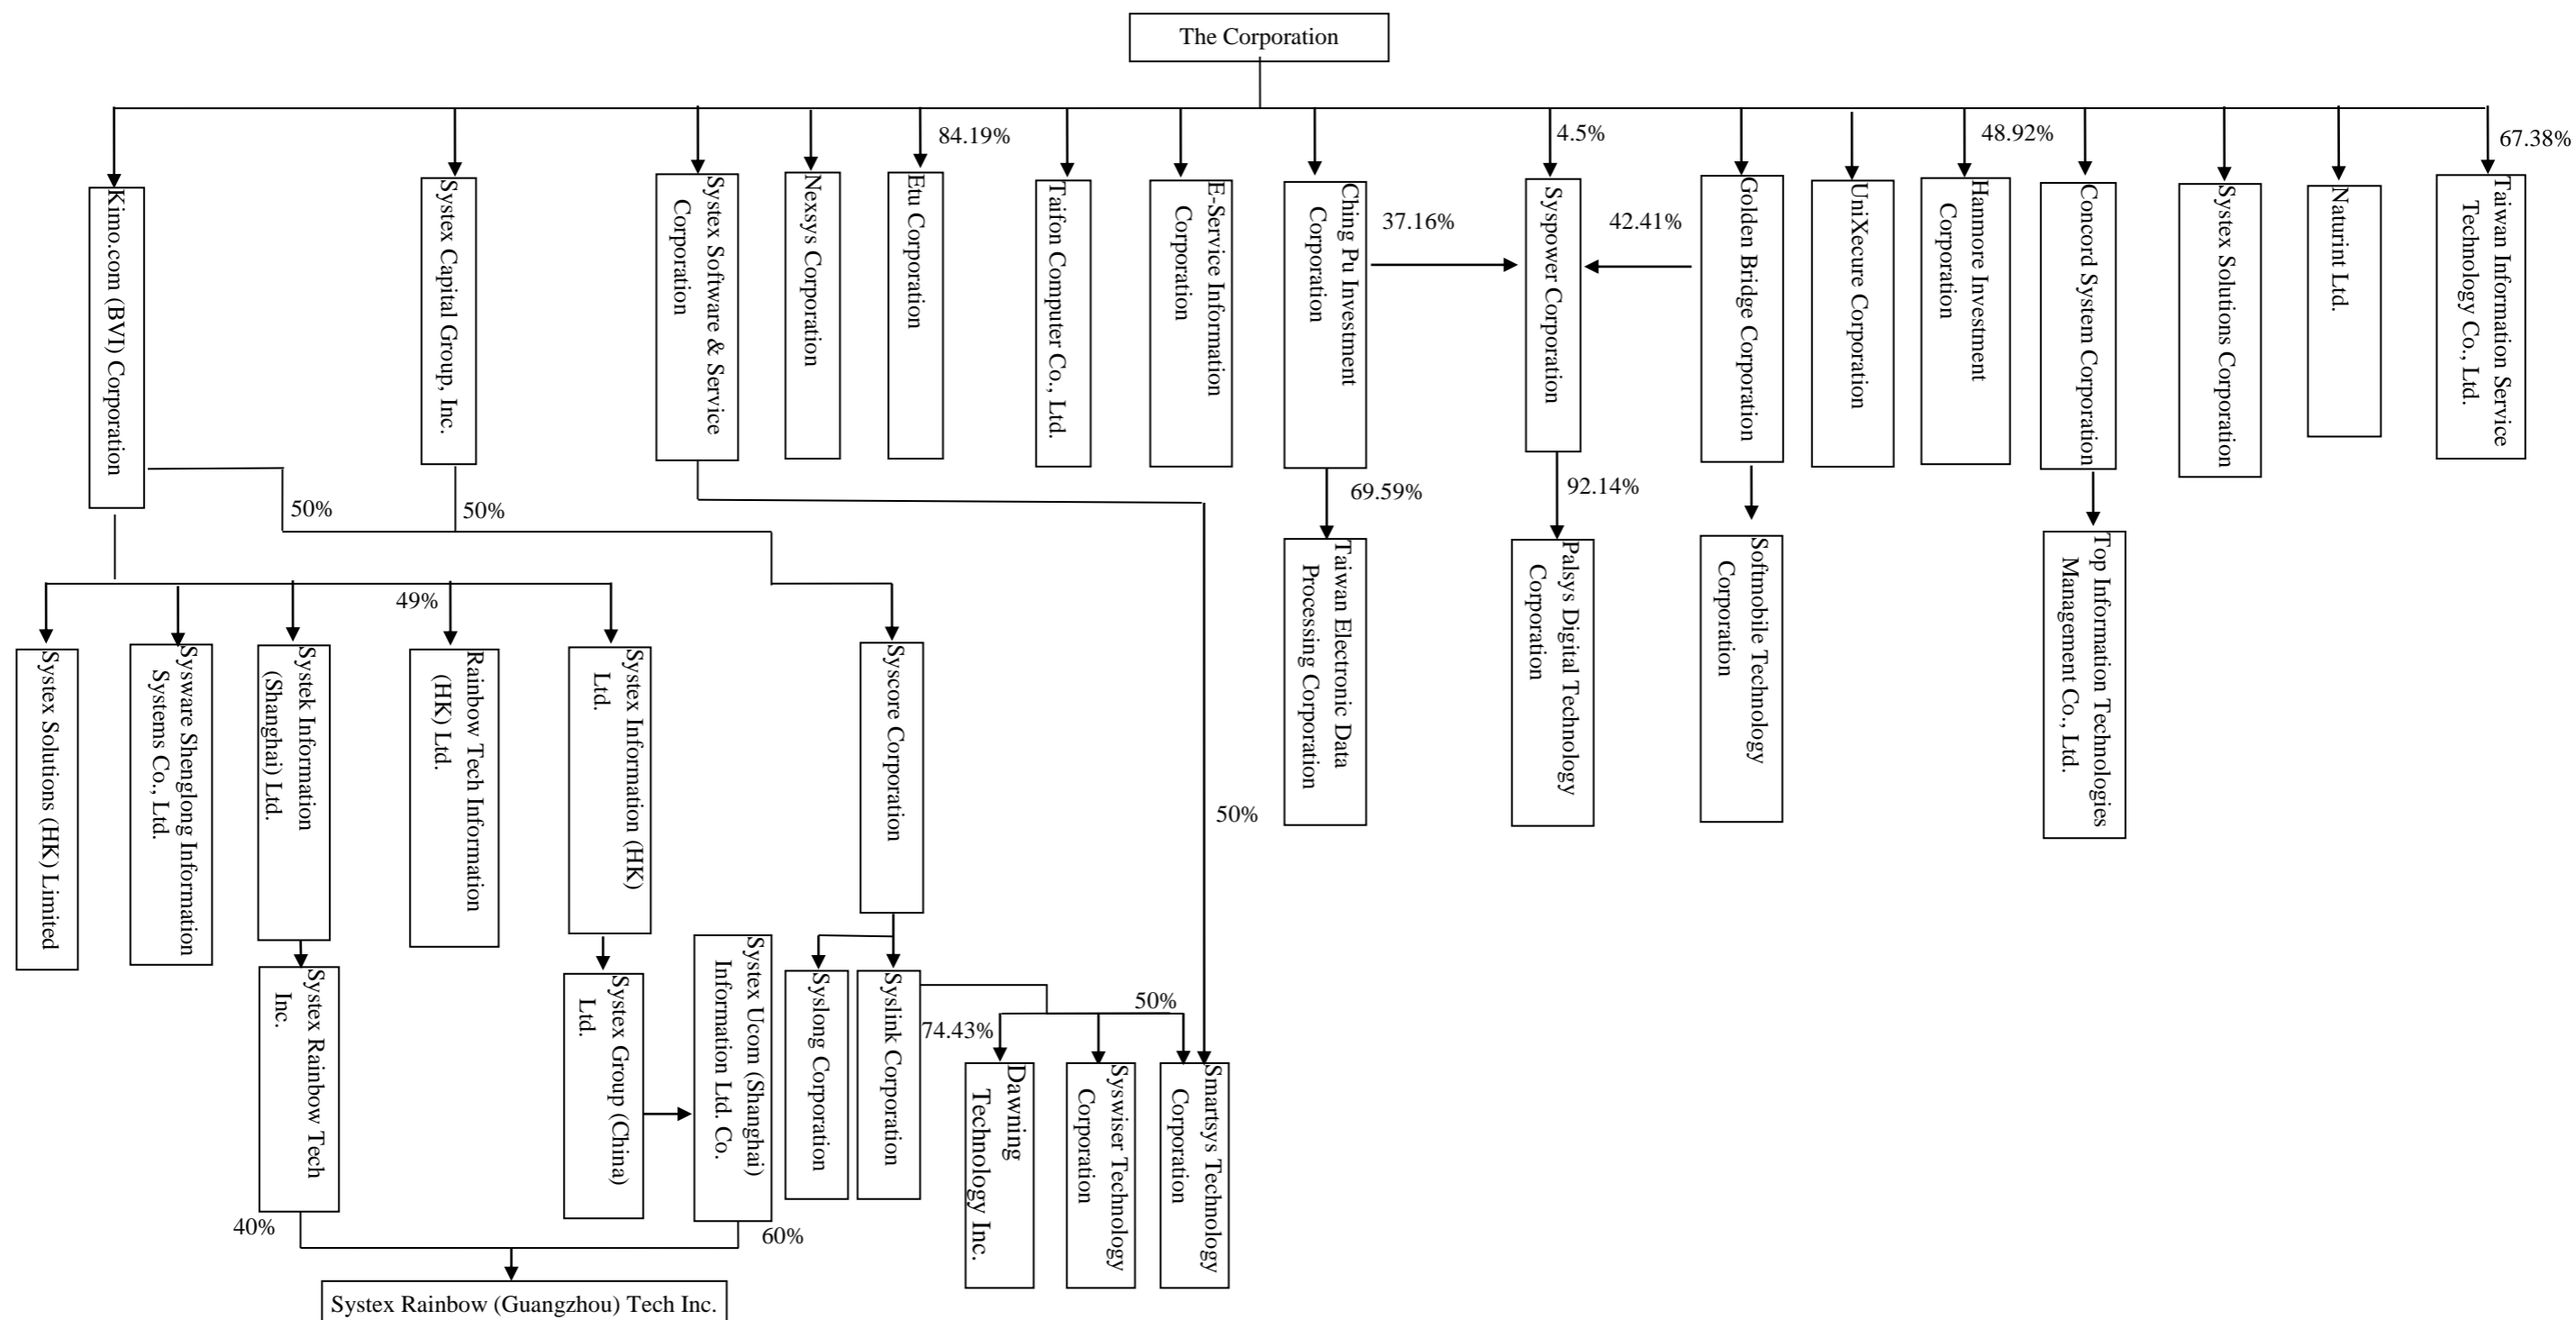 The Corporation
84.19%
4.5%
48.92%
67.38%
Kimo.com (BVI) Corporation
Systex Capital Group, Inc.
Systex Software & Service
Corporation
Nexsys Corporation
Etu Corporation
Taifon Computer Co., Ltd.
E-Service Information
Corporation
Ching Pu Investment
Corporation
37.16%
Syspower Corporation
42.41%
Golden Bridge Corporation
UniXecure Corporation
Hanmore Investment
Corporation
Concord System Corporation
Systex Solutions Corporation
Naturint Ltd.
Taiwan Information Service
Technology Co., Ltd.
50%
50%
69.59%
92.14%
Taiwan Electronic Data
Processing Corporation
Palsys Digital Technology
Corporation
Softmobile Technology
Corporation
Top Information Technologies
Management Co., Ltd.
49%
Systex Solutions (HK) Limited
Sysware Shenglong Information
Systems Co., Ltd.
Systek Information
(Shanghai) Ltd.
Rainbow Tech Information
(HK) Ltd.
Systex Information (HK)
Ltd.
Syscore Corporation
50%
Systex Rainbow Tech
Inc.
Systex Group (China)
Ltd.
Systex Ucom (Shanghai)
Information Ltd. Co.
Syslong Corporation
Syslink Corporation
74.43%
50%
Dawning
Technology Inc.
Syswiser Technology
Corporation
Smartsys Technology
Corporation
40%
60%
Systex Rainbow (Guangzhou) Tech Inc.